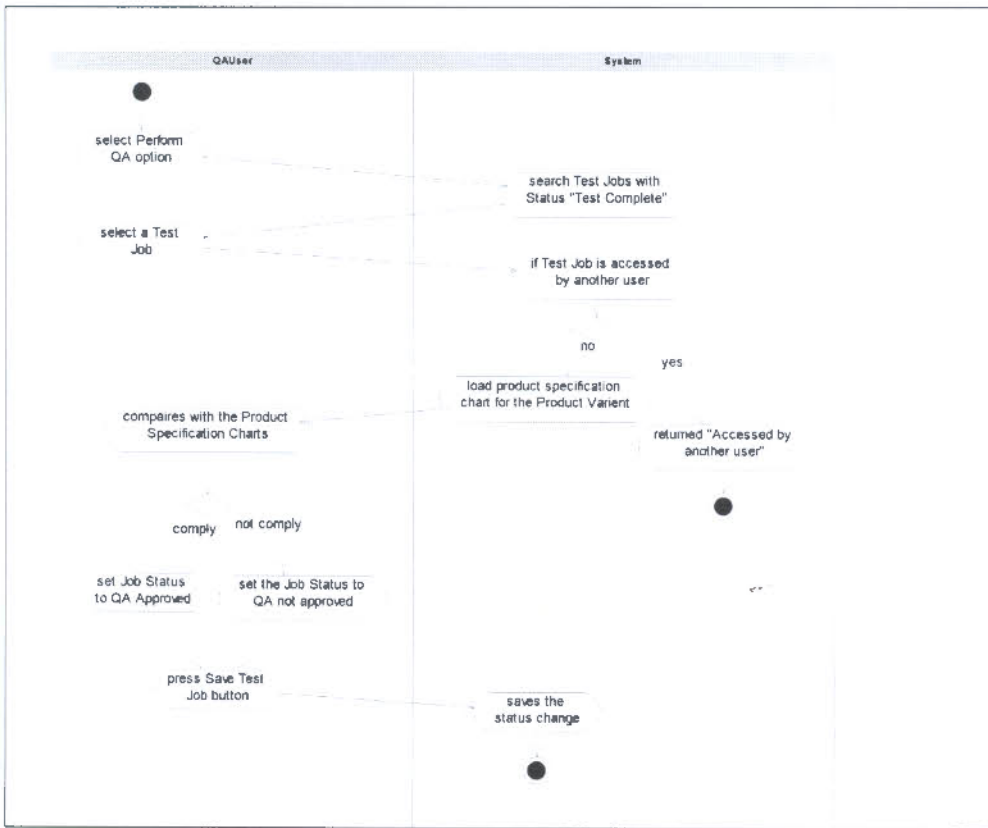 QAUser
System
select Perform
QA option
search Test Jobs with
Status "Test Complete"
select a Test
Job
if Test Job is accessed
by another user
no
yes
load product specification
chart for the Product Varient
compaires with the Product
Specification Charts
returned "Accessed by
another user"
comply
not comply
set Job Status
to QA Approved
set the Job Status to
QA not approved
press Save Test
Job button
saves the
status change